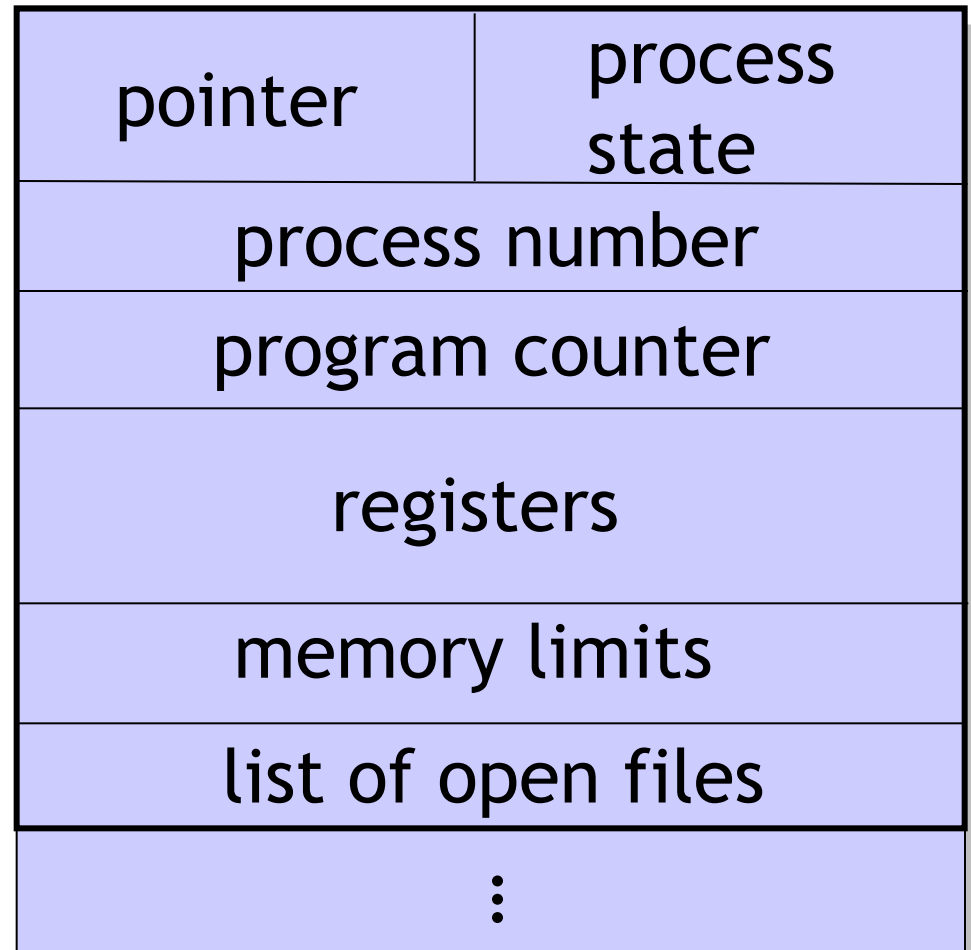 pointer
process
state
process number
program counter
registers
memory limits
list of open files
⋮